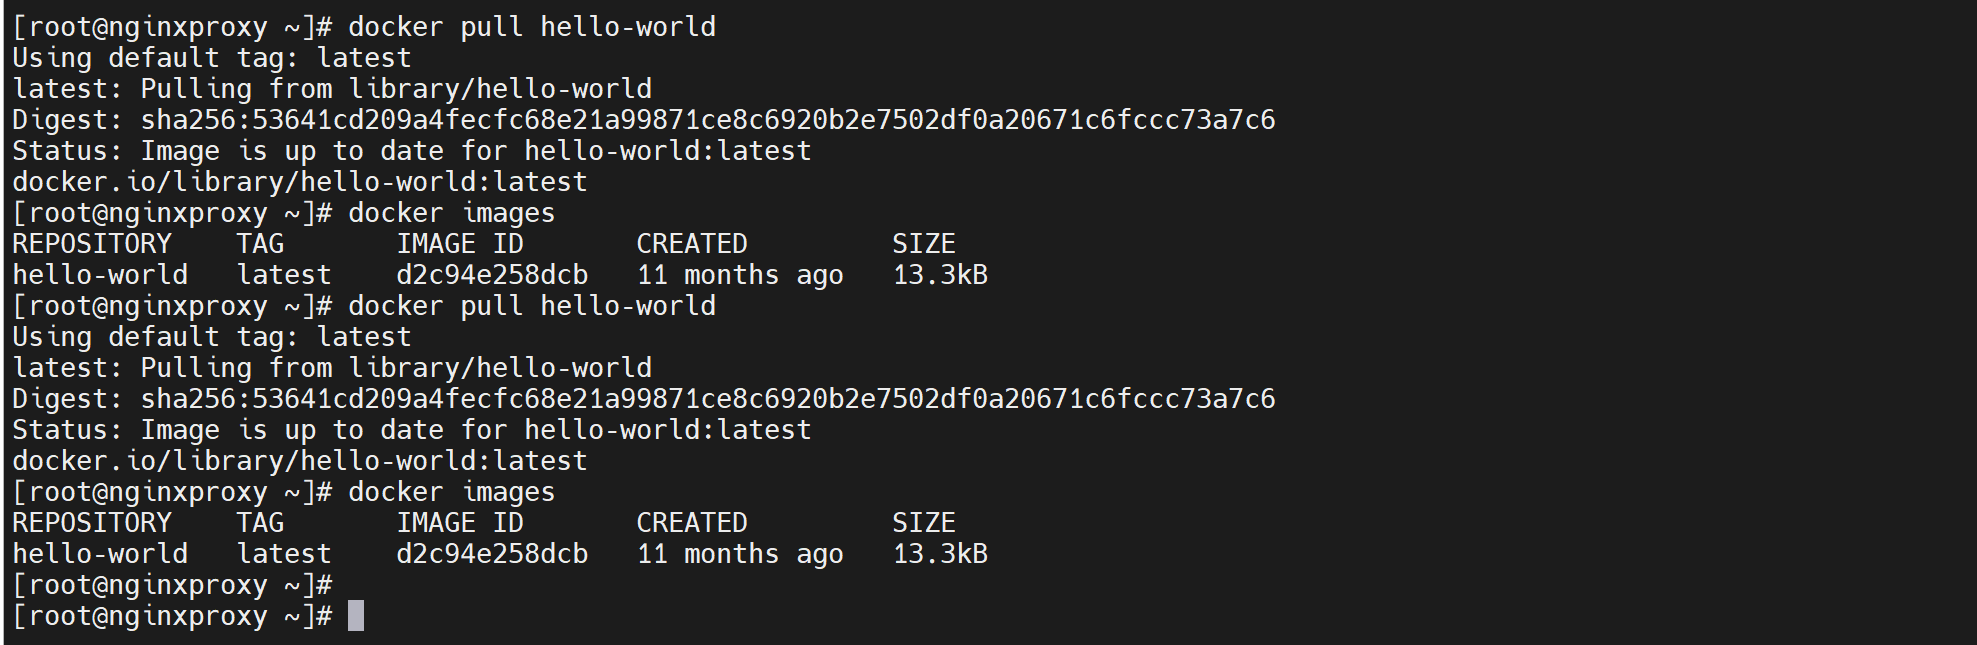 [root@nginxproxy ~]# docker pull hello-world
Using default tag: latest
latest: Pulling from library/hello-world
Digest: sha256:53641cd209a4fecfc68e21a99871ce8c6920b2e7502df0a20671c6fccc73a7c6
Status: Image is up to date for hello-world:latest
docker.io/library/hello-world:latest
[root@nginxproxy ~]# docker images
REPOSITORY    TAG       IMAGE ID       CREATED         SIZE
hello-world   latest    d2c94e258dcb   11 months ago   13.3kB
[root@nginxproxy ~]# docker pull hello-world
Using default tag: latest
latest: Pulling from library/hello-world
Digest: sha256:53641cd209a4fecfc68e21a99871ce8c6920b2e7502df0a20671c6fccc73a7c6
Status: Image is up to date for hello-world:latest
docker.io/library/hello-world:latest
[root@nginxproxy ~]# docker images
REPOSITORY    TAG       IMAGE ID       CREATED         SIZE
hello-world   latest    d2c94e258dcb   11 months ago   13.3kB
[root@nginxproxy ~]#
[root@nginxproxy ~]#